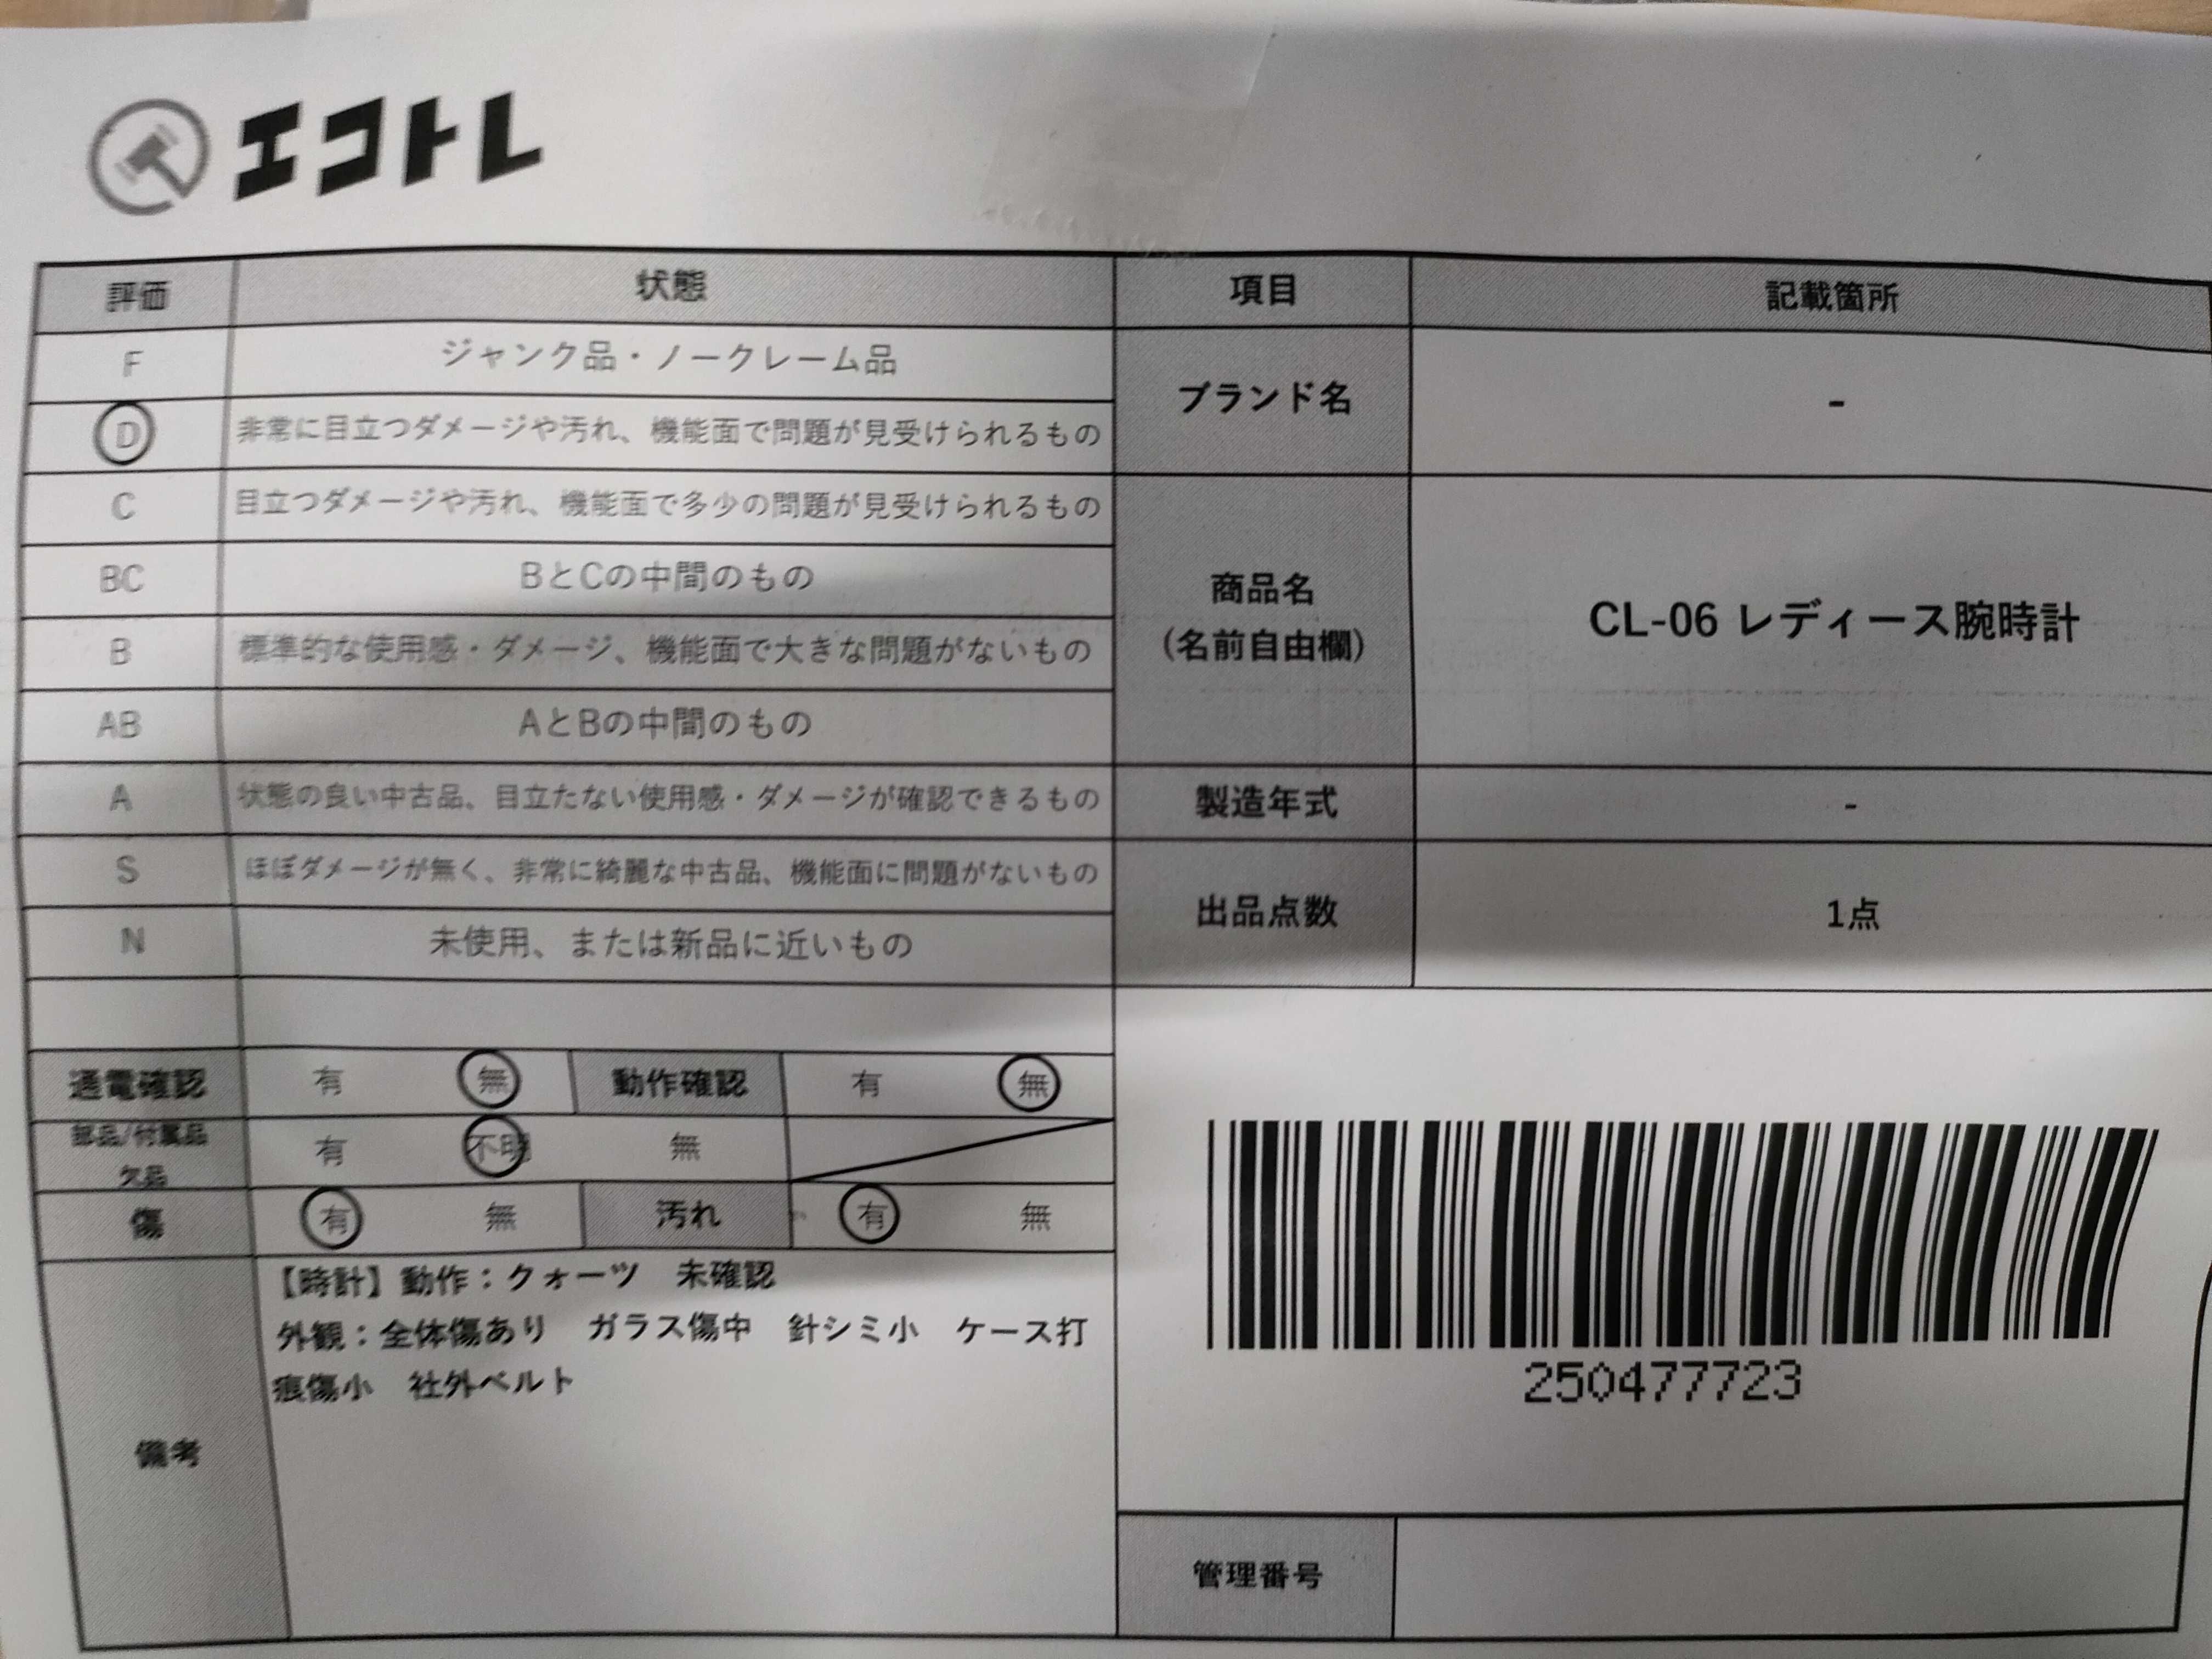 エコトレ
評価 状態 項目 記載箇所
F ジャンク品・ノークレーム品
D 非常に目立つダメージや汚れ、機能面で問題が見受けられるもの
ブランド名 -
C 目立つダメージや汚れ、機能面で多少の問題が見受けられるもの
BC BとCの中間のもの
B 標準的な使用感・ダメージ、機能面で大きな問題がないもの
商品名
(名前自由欄)
CL-06 レディース腕時計
AB AとBの中間のもの
A 状態の良い中古品、目立たない使用感・ダメージが確認できるもの
製造年式 -
S ほぼダメージが無く、非常に綺麗な中古品、機能面に問題がないもの
出品点数 1点
N 未使用、または新品に近いもの
通電確認 有 無 動作確認 有 無
部品/付属品
欠品
有 不明 無
傷 有 無 汚れ 有 無
備考
【時計】動作：クォーツ　未確認
外観：全体傷あり　ガラス傷中　針シミ小　ケース打
痕傷小　社外ベルト
250477723
管理番号